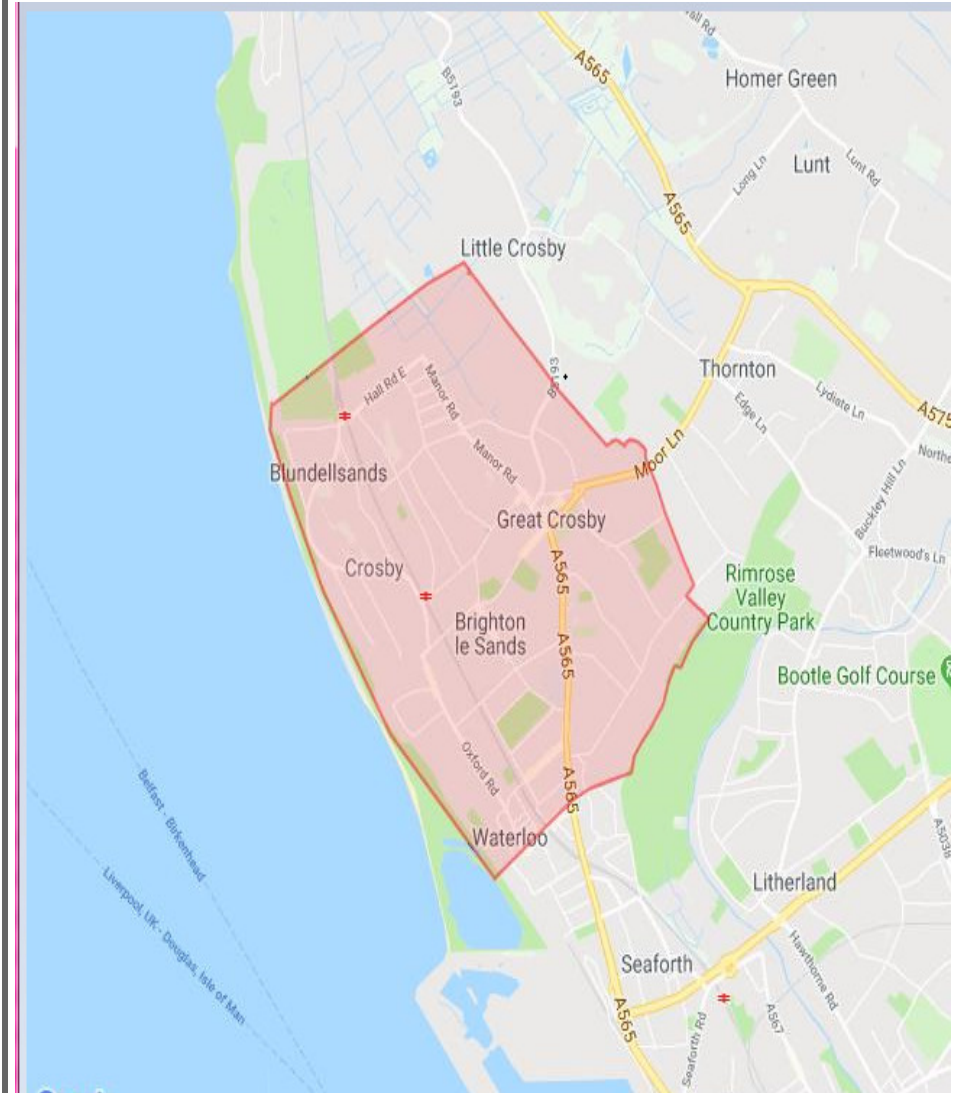 all Rd
A565
Homer Green
B5193
Lunt
Long Ln
Lunt Rd
A565
Little Crosby
Thornton
B5193
Hall Rd E
Manor Rd
Edge Ln
Lydiate Ln
A575
Northe
Manor Rd
Moor Ln
Blundellsands
Buckley Hill Ln
Great Crosby
Fleetwood's Ln
Crosby
A565
Rimrose
Valley
Country Park
Brighton
le Sands
A565
Bootle Golf Course
Oxford Rd
A565
Belfast - Birkenhead
Waterloo
A5038
Litherland
Liverpool, UK - Douglas, Isle of Man
Hawthorne Rd
Seaforth
A565
Seaforth Rd
A567